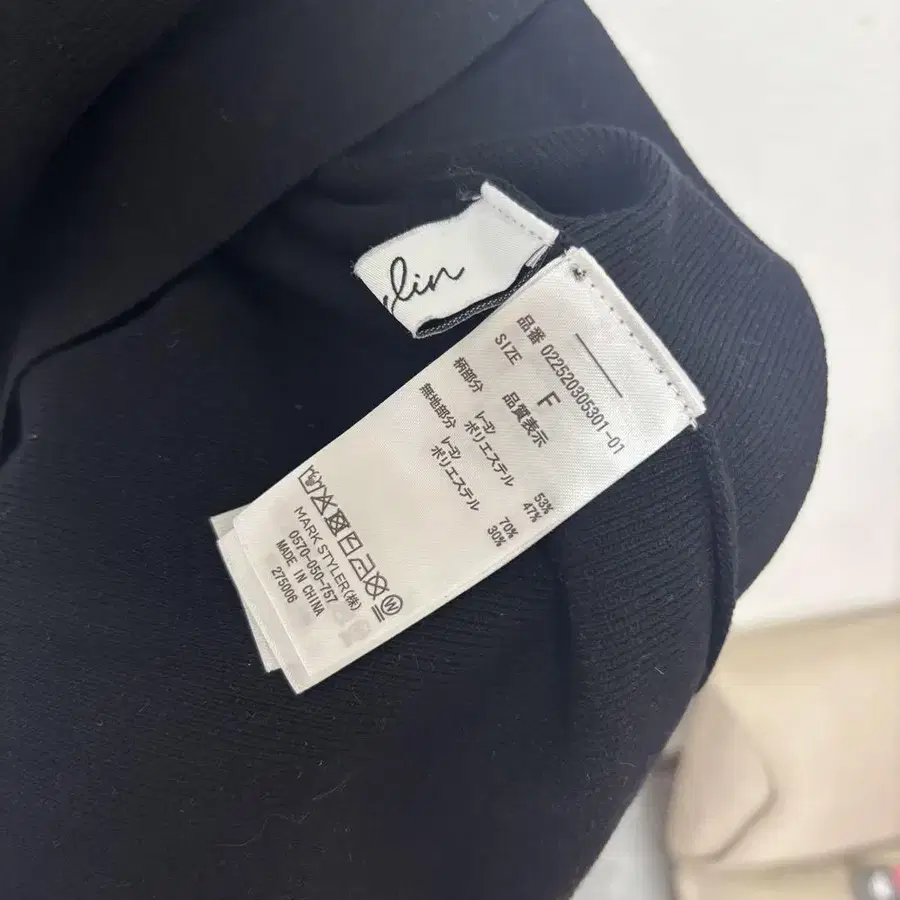 lin
品番 022520305301-01
SIZE F
品質表示
柄部分 レーヨン 53%
ポリエステル 47%
無地部分 レーヨン 70%
ポリエステル 30%
W
MARK STYLER(株)
0570-050-757
MADE IN CHINA
275006